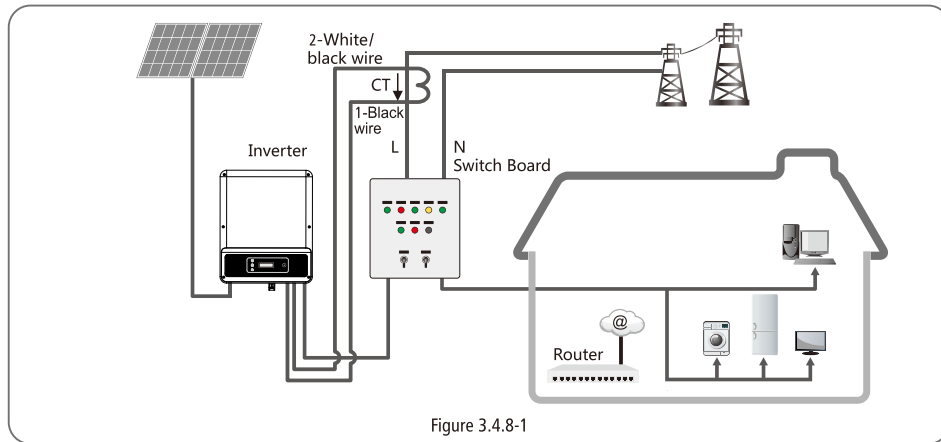 2-White/
black wire
CT
1-Black
wire
L
N
Switch Board
Inverter
@
Router
Figure 3.4.8-1